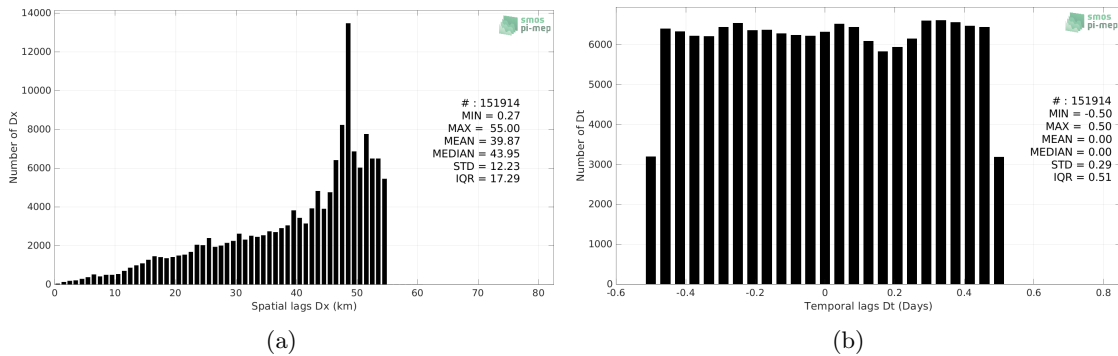 14000
12000
10000
8000
6000
4000
2000
0
Number of Dx
smos
pi-mep
# : 151914
MIN = 0.27
MAX = 55.00
MEAN = 39.87
MEDIAN = 43.95
STD = 12.23
IQR = 17.29
0 10 20 30 40 50 60 70 80
Spatial lags Dx (km)
(a)
6000
5000
4000
3000
2000
1000
0
Number of Dt
smos
pi-mep
# : 151914
MIN = -0.50
MAX = 0.50
MEAN = 0.00
MEDIAN = 0.00
STD = 0.29
IQR = 0.51
-0.6 -0.4 -0.2 0 0.2 0.4 0.6 0.8
Temporal lags Dt (Days)
(b)